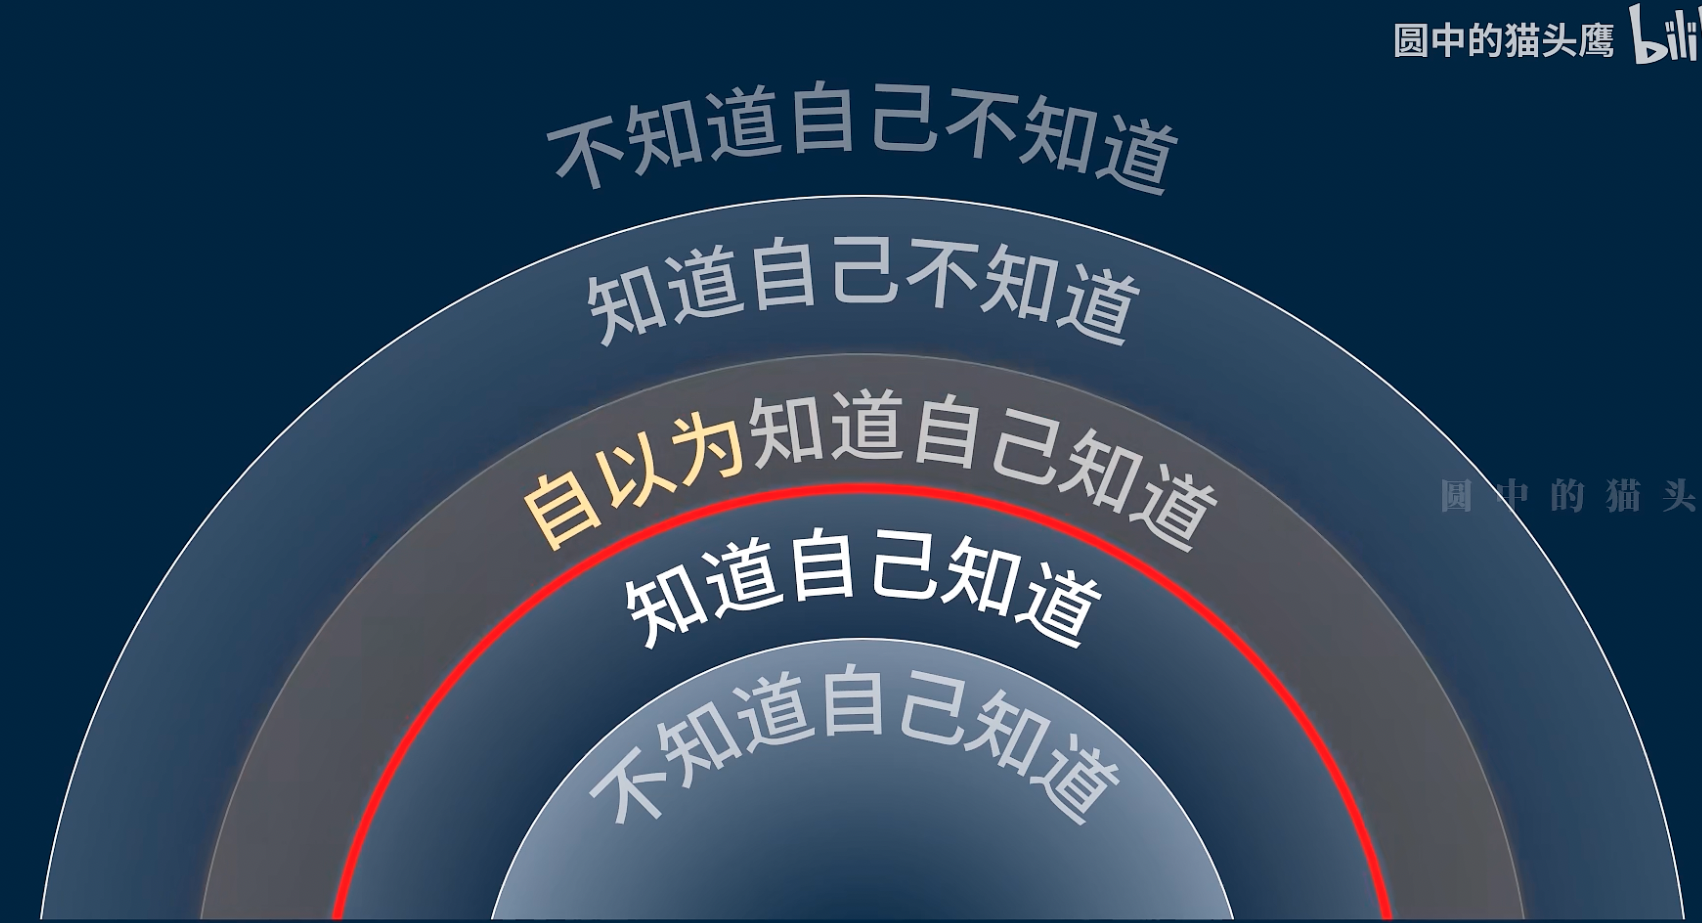 圆中的猫头鹰 bili
不知道自己不知道
知道自己不知道
自以为知道自己知道
圆中的猫头
知道自己知道
不知道自己知道